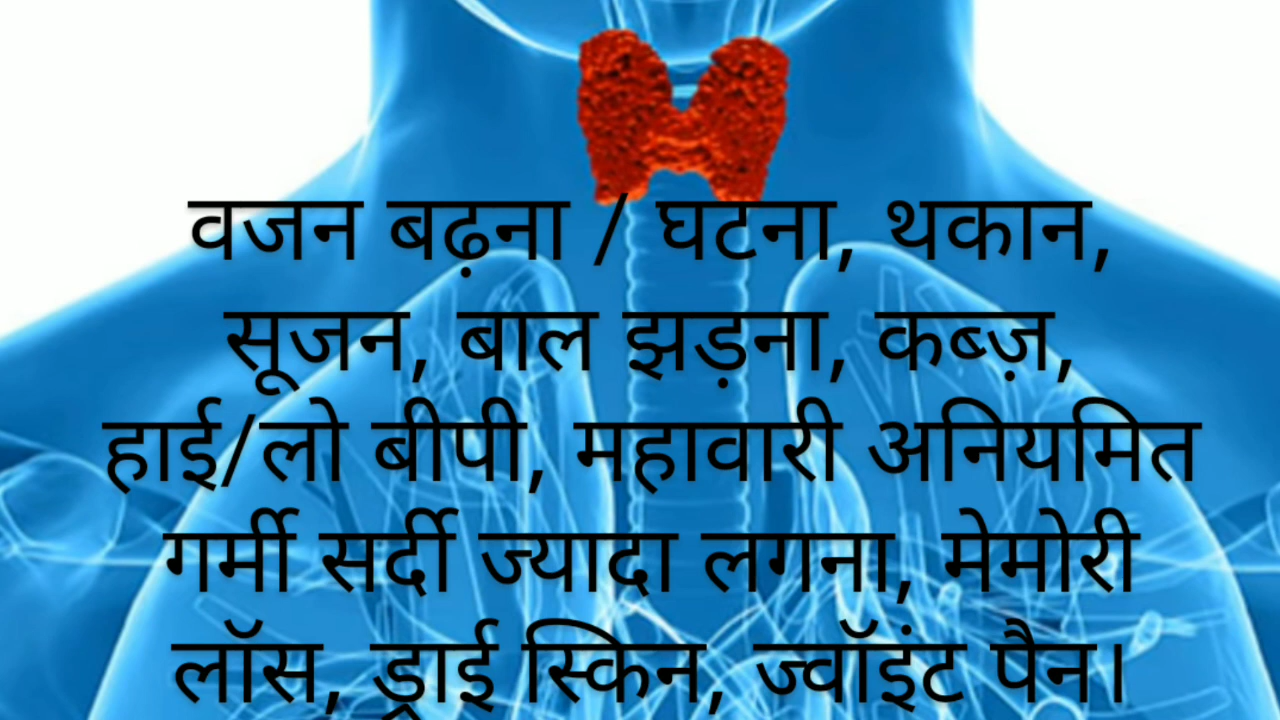 वजन बढ़ना / घटना, थकान,
सूजन, बाल झड़ना, कब्ज़,
हाई/लो बीपी, महावारी अनियमित
गर्मी सर्दी ज्यादा लगना, मेमोरी
लॉस, ड्राई स्किन, ज्वॉइंट पैन।